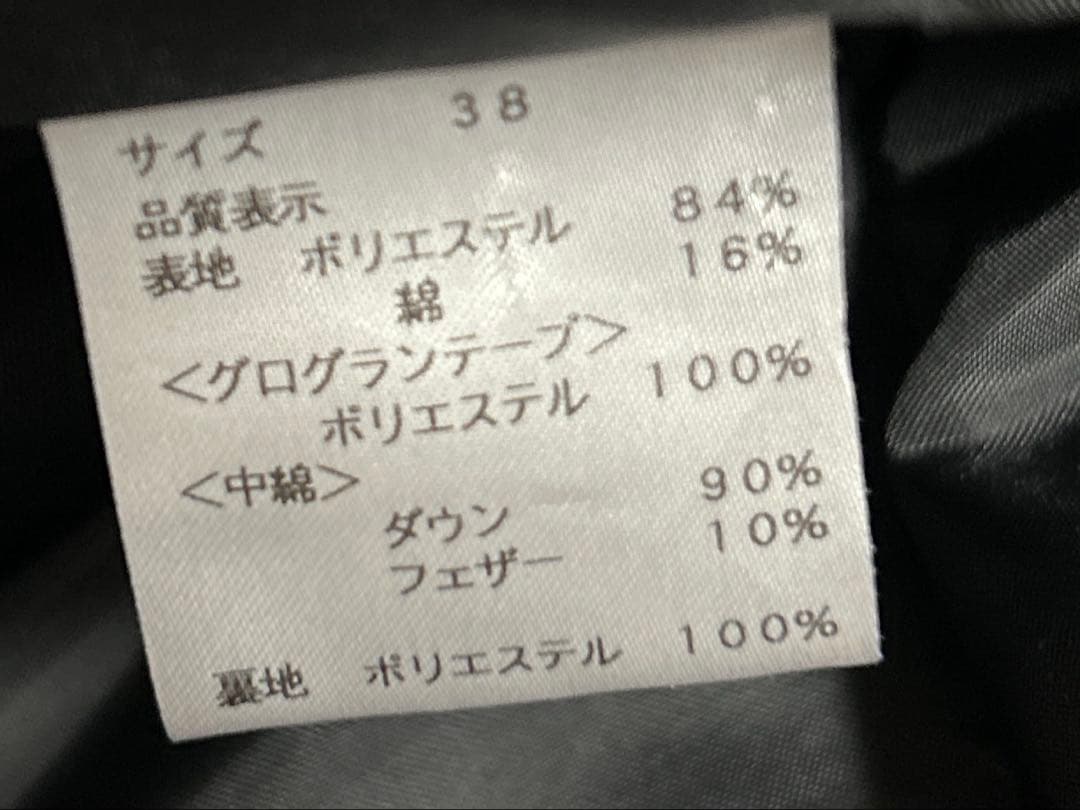 サイズ 38
品質表示
表地 ポリエステル 84%
綿 16%
<グログランテープ>
ポリエステル 100%
<中綿>
ダウン 90%
フェザー 10%
裏地 ポリエステル 100%